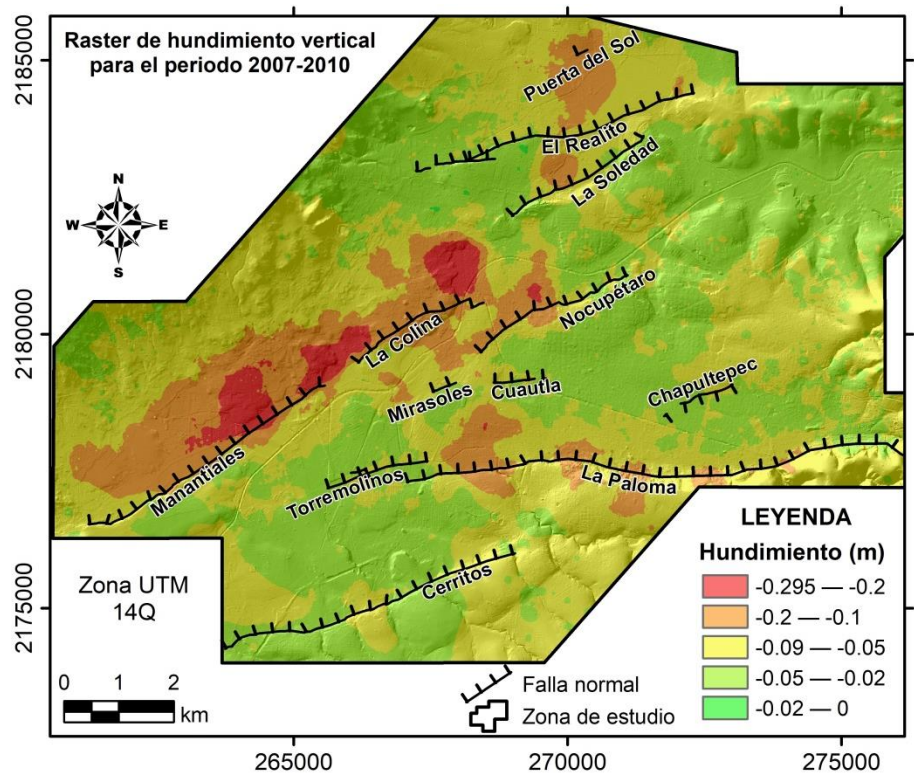 Raster de hundimiento vertical
para el periodo 2007-2010
2185000
2180000
2175000
N
W
E
S
Puerta del Sol
El Realito
La Soledad
La Colina
Nocupétaro
Mirasoles
Cuautla
Chapultepec
Manantiales
Torremolinos
La Paloma
Cerritos
Zona UTM
14Q
0 1 2
km
Falla normal
Zona de estudio
LEYENDA
Hundimiento (m)
-0.295 — -0.2
-0.2 — -0.1
-0.09 — -0.05
-0.05 — -0.02
-0.02 — 0
265000 270000 275000